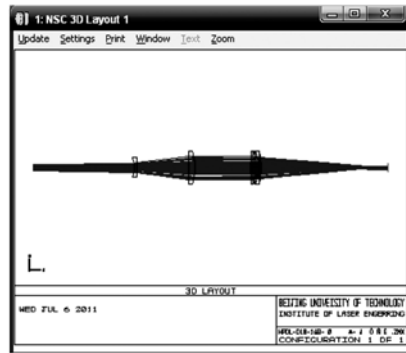 1: NSC 3D Layout 1
Update Settings Print Window Text Zoom
3D LAYOUT
WED JUL 6 2011
BEIJING UNIVERSITY OF TECHNOLOGY
INSTITUTE OF LASER ENGERRING
CONFIGURATION 1 OF 1